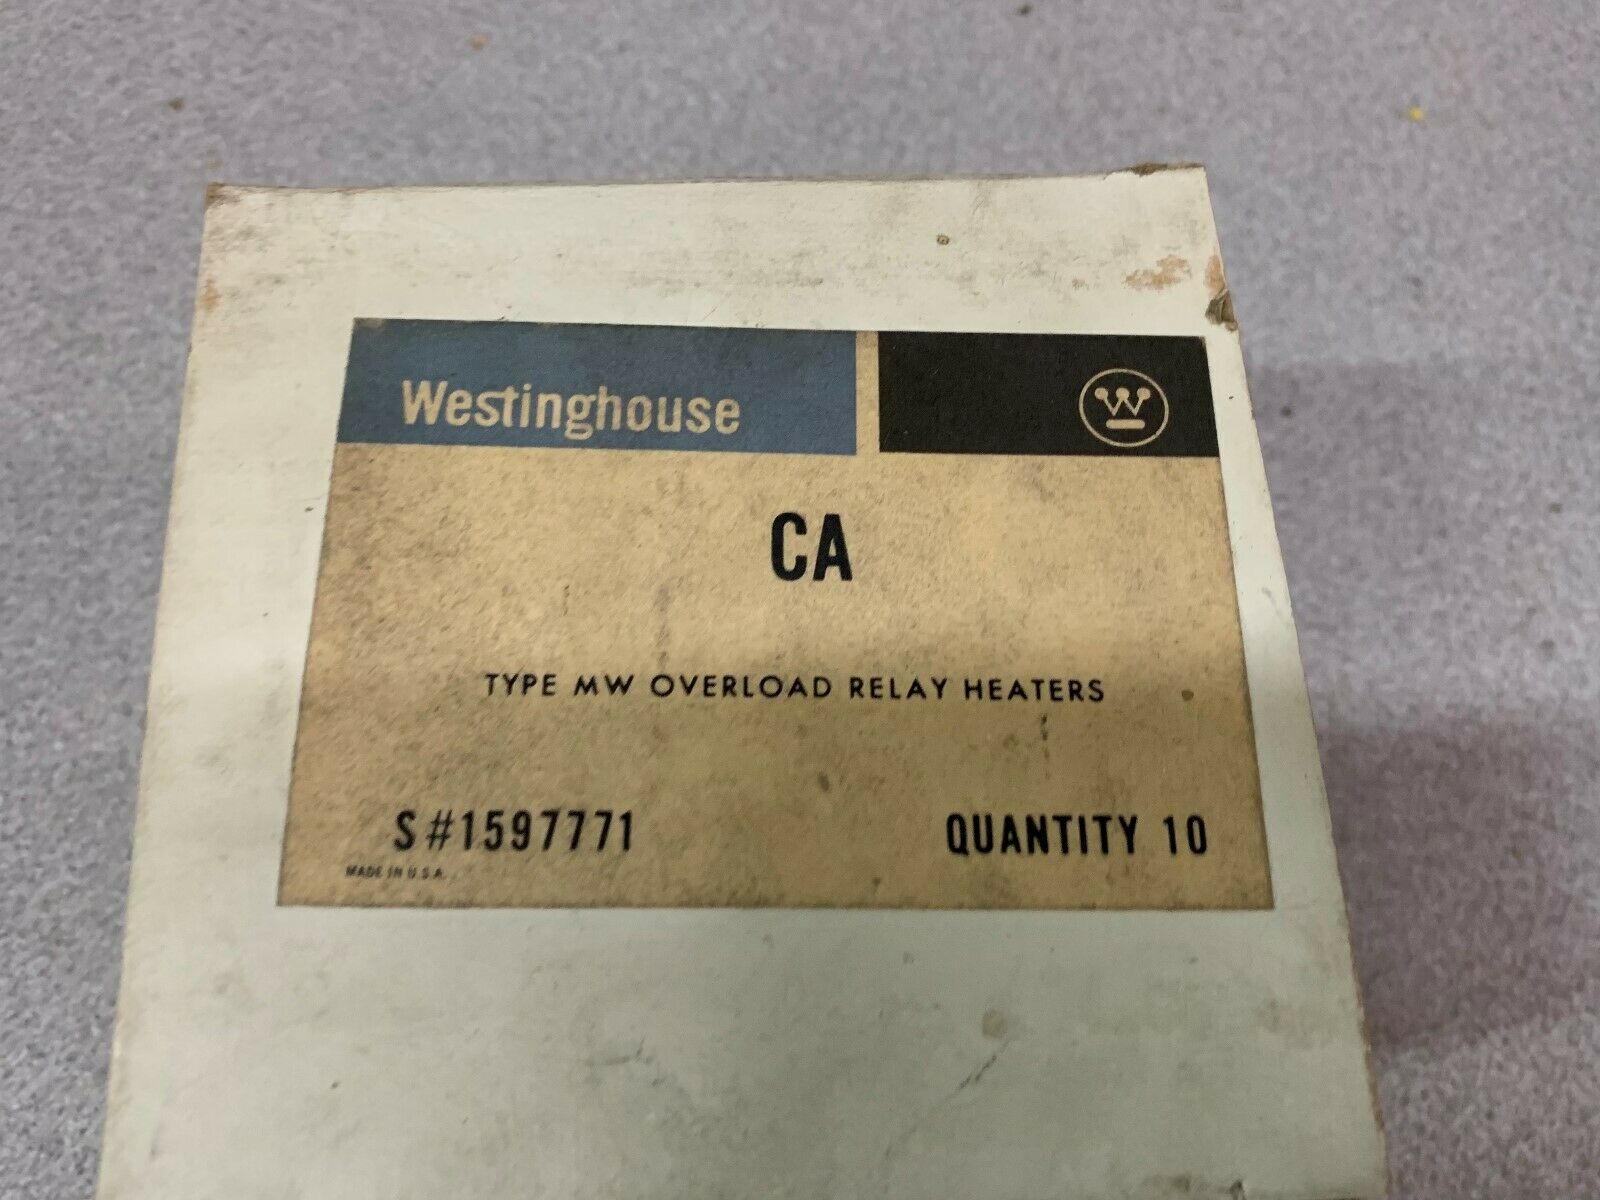 Westinghouse
W
CA
TYPE MW OVERLOAD RELAY HEATERS
S#1597771 QUANTITY 10
MADE IN U.S.A.